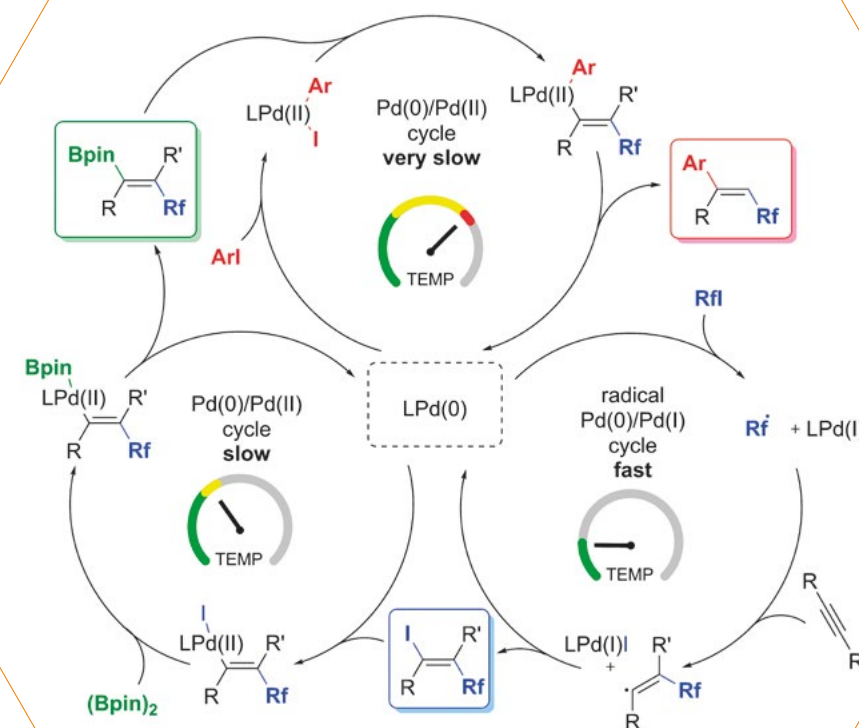 Ar
LPd(II)
I
Pd(0)/Pd(II)
cycle
very slow
TEMP
Ar
LPd(II)
R'
R
Rf
Bpin
R'
R
Rf
ArI
Ar
R
Rf
RfI
Bpin
LPd(II)
R'
R
Rf
Pd(0)/Pd(II)
cycle
slow
TEMP
LPd(0)
radical
Pd(0)/Pd(I)
cycle
fast
TEMP
Rf• + LPd(I
R
R
I
LPd(II)
R'
R
Rf
(Bpin)2
I
R'
R
Rf
LPd(I)I
+
R'
Rf
R